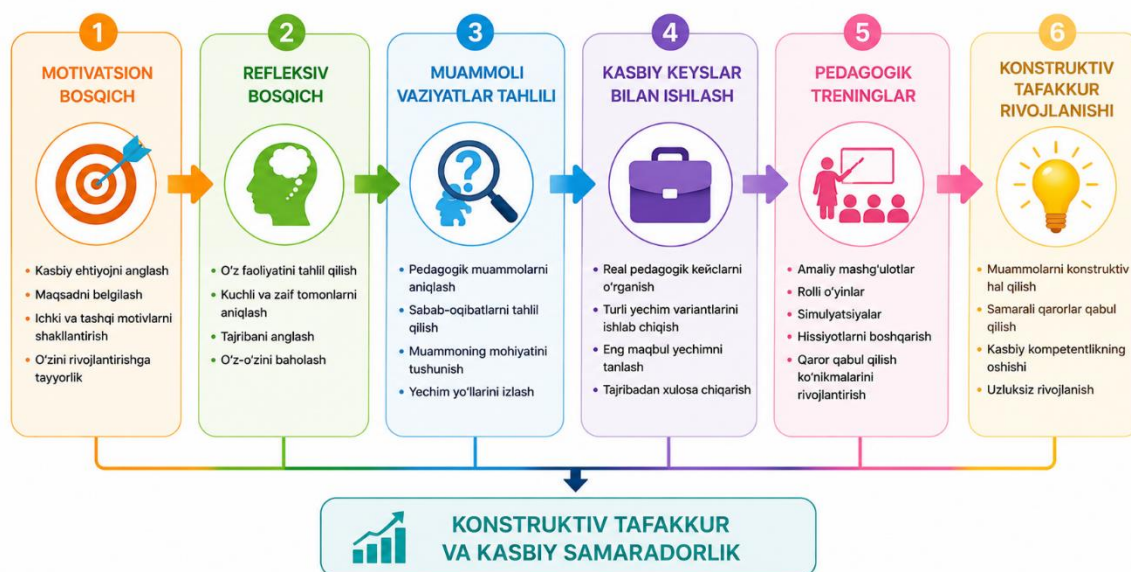 1
MOTIVATSION
BOSQICH
• Kasbiy ehtiyojni anglash
• Maqsadni belgilash
• Ichki va tashqi motivlarni
shakllantirish
• O‘zini rivojlantirishga
tayyorlik
2
REFLEKSIV
BOSQICH
• O‘z faoliyatini tahlil qilish
• Kuchli va zaif tomonlarni
aniqlash
• Tajribani anglash
• O‘z-o‘zini baholash
3
MUAMMOLI
VAZIYATLAR TAHLILI
?
• Pedagogik muammolarni
aniqlash
• Sabab-oqibatlarni tahlil
qilish
• Muammoning mohiyatini
tushunish
• Yechim yo‘llarini izlash
4
KASBIY KEYSLAR
BILAN ISHLASH
• Real pedagogik кейсlarni
o‘rganish
• Turli yechim variantlarini
ishlab chiqish
• Eng maqbul yechimni
tanlash
• Tajribadan xulosa chiqarish
5
PEDAGOGIK
TRENINGLAR
• Amaliy mashg‘ulotlar
• Rolli o‘yinlar
• Simulyatsiyalar
• Hissiyotlarni boshqarish
• Qaror qabul qilish
ko‘nikmalarini
rivojlantirish
6
KONSTRUKTIV
TAFAKKUR
RIVOJLANISHI
• Muammolarni konstruktiv
hal qilish
• Samarali qarorlar qabul
qilish
• Kasbiy kompetentlikning
oshishi
• Uzluksiz rivojlanish
KONSTRUKTIV TAFAKKUR
VA KASBIY SAMARADORLIK